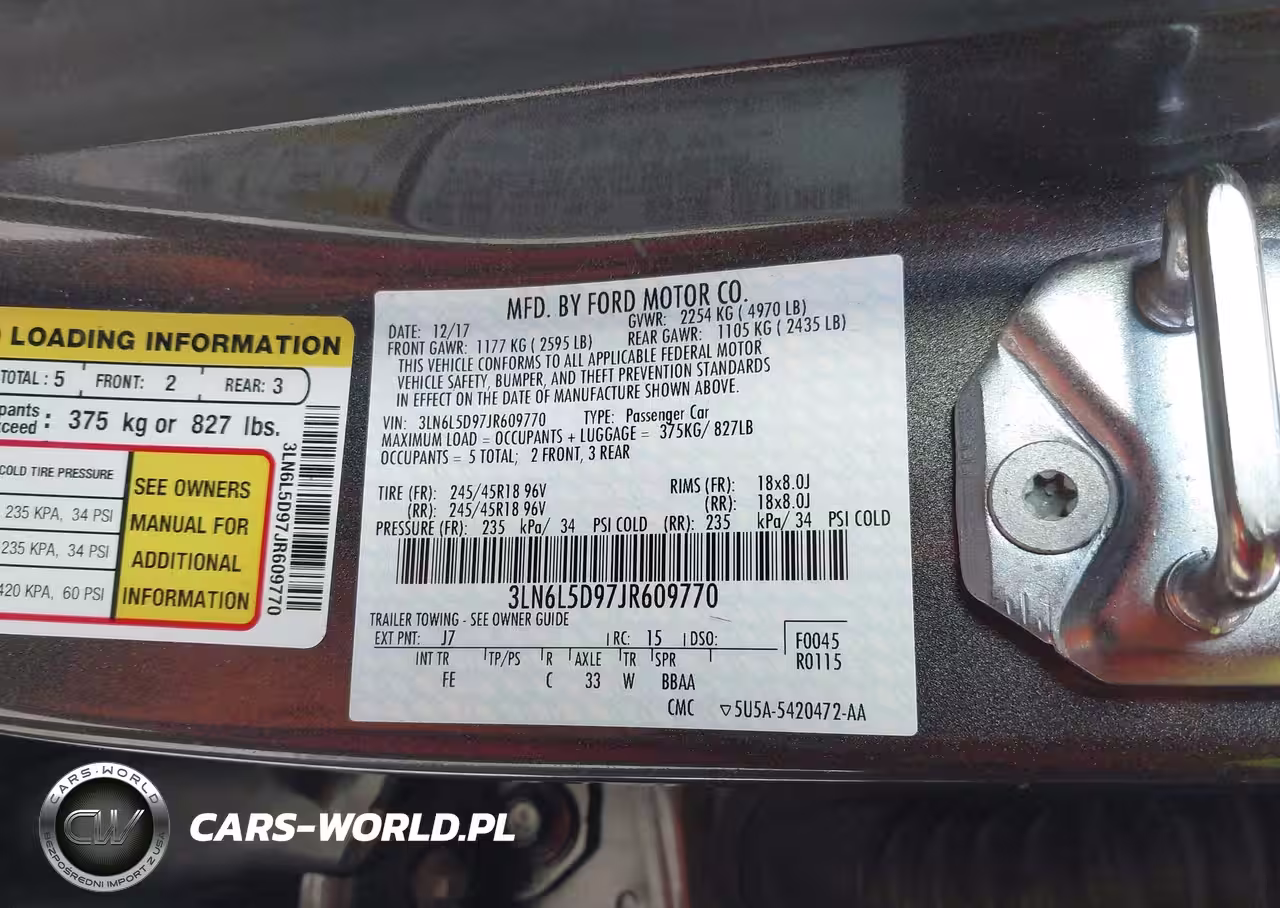 LOADING INFORMATION
TOTAL : 5 FRONT: 2 REAR: 3
375 kg or 827 lbs.
COLD TIRE PRESSURE
235 KPA, 34 PSI
235 KPA, 34 PSI
420 KPA, 60 PSI
SEE OWNERS
MANUAL FOR
ADDITIONAL
INFORMATION
3LN6L5D97JR609770
MFD. BY FORD MOTOR CO.
DATE: 12/17 GVWR: 2254 KG ( 4970 LB)
FRONT GAWR: 1177 KG ( 2595 LB) REAR GAWR: 1105 KG ( 2435 LB)
THIS VEHICLE CONFORMS TO ALL APPLICABLE FEDERAL MOTOR
VEHICLE SAFETY, BUMPER, AND THEFT PREVENTION STANDARDS
IN EFFECT ON THE DATE OF MANUFACTURE SHOWN ABOVE.
VIN: 3LN6L5D97JR609770 TYPE: Passenger Car
MAXIMUM LOAD = OCCUPANTS + LUGGAGE = 375KG/ 827LB
OCCUPANTS = 5 TOTAL; 2 FRONT, 3 REAR
TIRE (FR): 245/45R18 96V RIMS (FR): 18x8.0J
(RR): 245/45R18 96V (RR): 18x8.0J
PRESSURE (FR): 235 kPa/ 34 PSI COLD (RR): 235 kPa/ 34 PSI COLD
3LN6L5D97JR609770
TRAILER TOWING - SEE OWNER GUIDE
EXT PNT: J7 RC: 15 DSO: F0045
R0115
INT TR TP/PS R AXLE TR SPR
FE C 33 W BBAA
CMC ▽5U5A-5420472-AA
CARS-WORLD
CW
BEZPOŚREDNI IMPORT Z USA
CARS-WORLD.PL